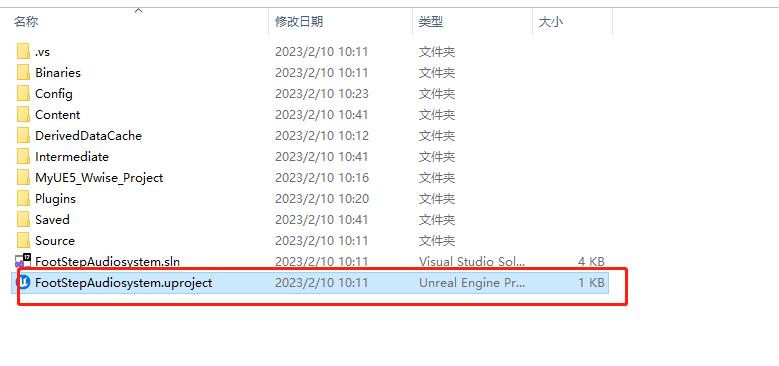 名称 修改日期 类型 大小
.vs 2023/2/10 10:11 文件夹
Binaries 2023/2/10 10:11 文件夹
Config 2023/2/10 10:23 文件夹
Content 2023/2/10 10:41 文件夹
DerivedDataCache 2023/2/10 10:12 文件夹
Intermediate 2023/2/10 10:41 文件夹
MyUE5_Wwise_Project 2023/2/10 10:16 文件夹
Plugins 2023/2/10 10:20 文件夹
Saved 2023/2/10 10:41 文件夹
Source 2023/2/10 10:11 文件夹
FootStepAudiosystem.sln 2023/2/10 10:11 Visual Studio Sol... 4 KB
FootStepAudiosystem.uproject 2023/2/10 10:11 Unreal Engine Pr... 1 KB